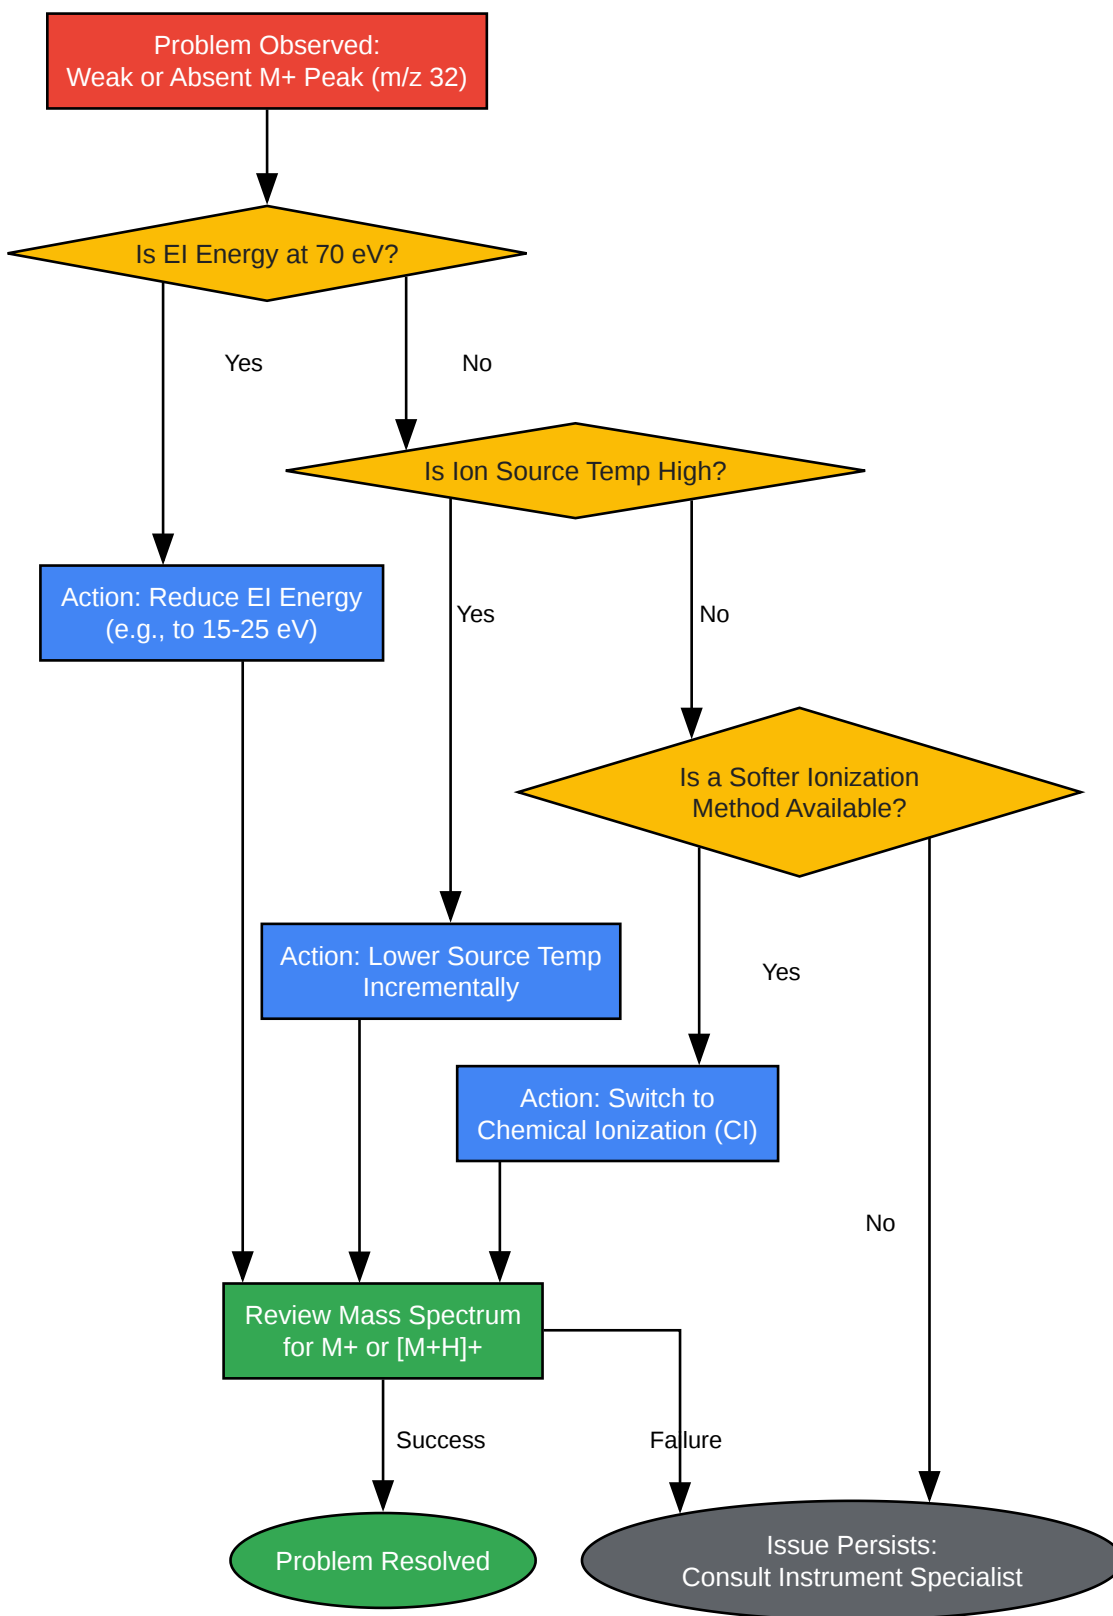 Problem Observed:
Weak or Absent M+ Peak (m/z 32)
Is EI Energy at 70 eV?
Yes
No
Is Ion Source Temp High?
Action: Reduce EI Energy
(e.g., to 15-25 eV)
Yes
No
Is a Softer Ionization
Method Available?
Action: Lower Source Temp
Incrementally
Yes
Action: Switch to
Chemical Ionization (CI)
No
Review Mass Spectrum
for M+ or [M+H]+
Success
Failure
Problem Resolved
Issue Persists:
Consult Instrument Specialist